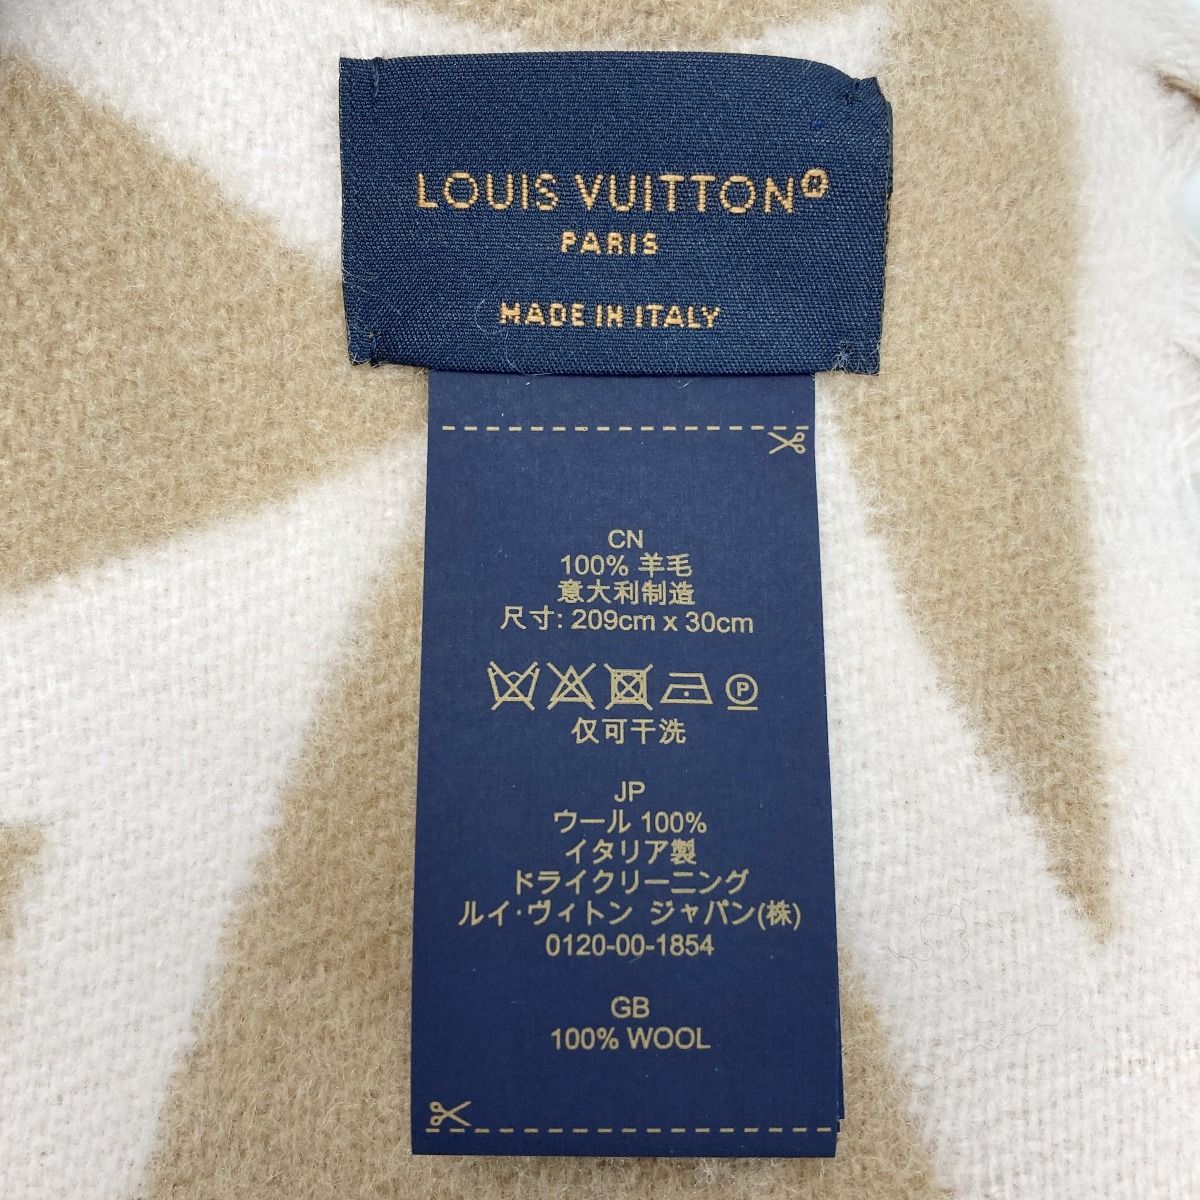 LOUIS VUITTON®
PARIS
MADE IN ITALY
CN
100% 羊毛
意大利制造
尺寸: 209cm x 30cm
P
仅可干洗
JP
ウール 100%
イタリア製
ドライクリーニング
ルイ・ヴィトン ジャパン(株)
0120-00-1854
GB
100% WOOL